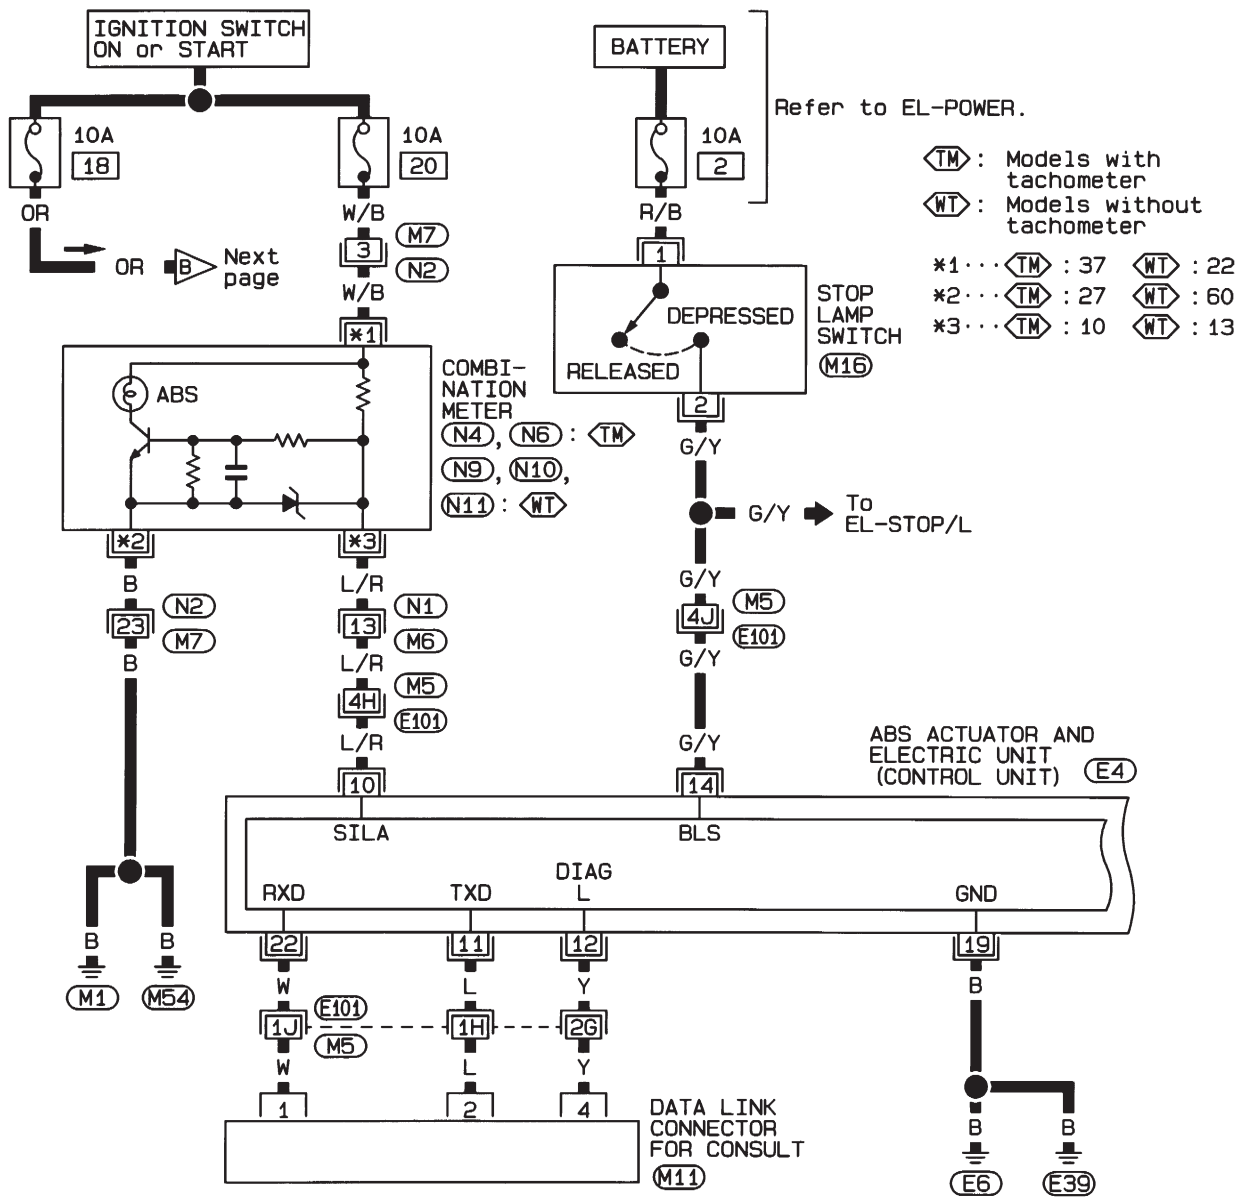 IGNITION SWITCH
ON or START
BATTERY
Refer to EL-POWER.
10A
18
10A
20
10A
2
TM : Models with
tachometer
WT : Models without
tachometer
*1··· TM : 37 WT : 22
*2··· TM : 27 WT : 60
*3··· TM : 10 WT : 13
OR
OR
B
Next
page
W/B
3
M7
N2
W/B
*1
R/B
1
DEPRESSED
RELEASED
STOP
LAMP
SWITCH
M16
2
ABS
COMBI-
NATION
METER
N4, N6 : TM
N9, N10,
N11 : WT
*2
*3
G/Y
G/Y
To
EL-STOP/L
B
23
N2
M7
B
L/R
13
N1
M6
L/R
4H
M5
E101
L/R
G/Y
4J
M5
E101
G/Y
G/Y
ABS ACTUATOR AND
ELECTRIC UNIT
(CONTROL UNIT)
E4
10
14
SILA
BLS
RXD
TXD
DIAG
L
GND
22
11
12
19
B
B
M1
M54
W
L
Y
B
1J
E101
M5
1H
2G
W
L
Y
1
2
4
DATA LINK
CONNECTOR
FOR CONSULT
M11
B
B
E6
E39